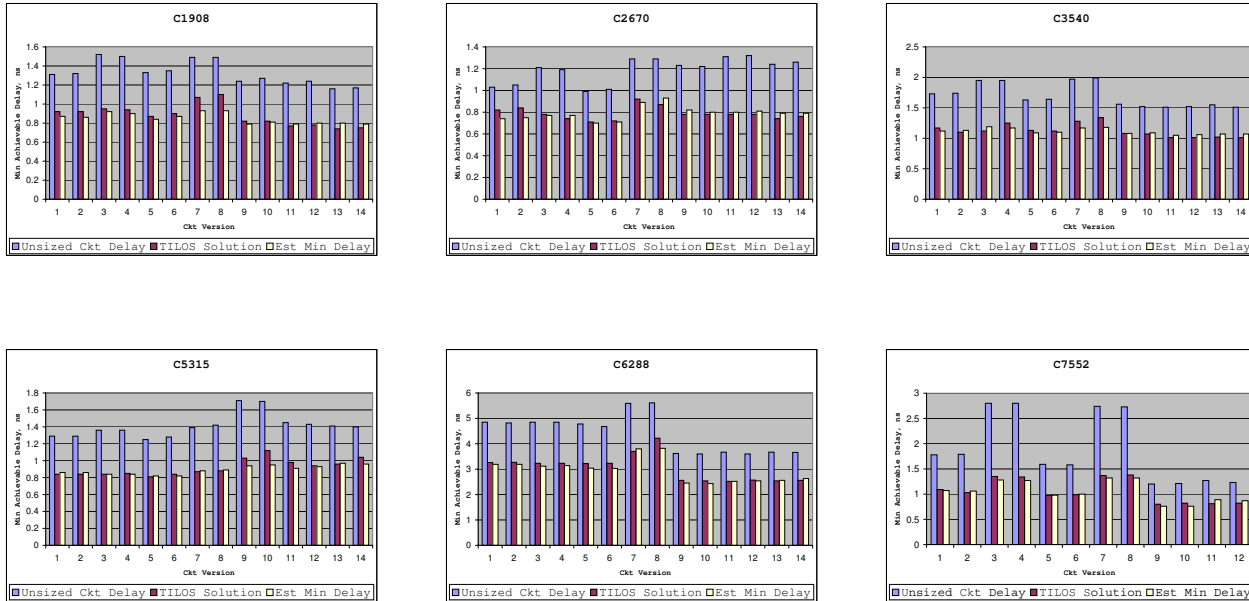 C1908
Min Achievable Delay, ns
1.6
1.4
1.2
1
0.8
0.6
0.4
0.2
0
1 2 3 4 5 6 7 8 9 10 11 12 13 14
Ckt Version
Unsized Ckt Delay TILOS Solution Est Min Delay
C2670
Min Achievable Delay, ns
1.4
1.2
1
0.8
0.6
0.4
0.2
0
1 2 3 4 5 6 7 8 9 10 11 12 13 14
Ckt Version
Unsized Ckt Delay TILOS Solution Est Min Delay
C3540
Min Achievable Delay, ns
2.5
2
1.5
1
0.5
0
1 2 3 4 5 6 7 8 9 10 11 12 13 14
Ckt Version
Unsized Ckt Delay TILOS Solution Est Min Delay
C5315
Min Achievable Delay, ns
1.8
1.6
1.4
1.2
1
0.8
0.6
0.4
0.2
0
1 2 3 4 5 6 7 8 9 10 11 12 13 14
Ckt Version
Unsized Ckt Delay TILOS Solution Est Min Delay
C6288
Min Achievable Delay, ns
6
5
4
3
2
1
0
1 2 3 4 5 6 7 8 9 10 11 12 13 14
Ckt Version
Unsized Ckt Delay TILOS Solution Est Min Delay
C7552
Min Achievable Delay, ns
3
2.5
2
1.5
1
0.5
0
1 2 3 4 5 6 7 8 9 10 11 12
Ckt Version
Unsized Ckt Delay TILOS Solution Est Min Delay